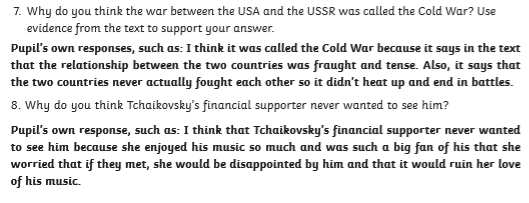 7. Why do you think the war between the USA and the USSR was called the Cold War? Use
evidence from the text to support your answer.
Pupil's own responses, such as: I think it was called the Cold War because it says in the text
that the relationship between the two countries was fraught and tense. Also, it says that
the two countries never actually fought each other so it didn't heat up and end in battles.
8. Why do you think Tchaikovsky's financial supporter never wanted to see him?
Pupil's own response, such as: I think that Tchaikovsky's financial supporter never wanted
to see him because she enjoyed his music so much and was such a big fan of his that she
worried that if they met, she would be disappointed by him and that it would ruin her love
of his music.